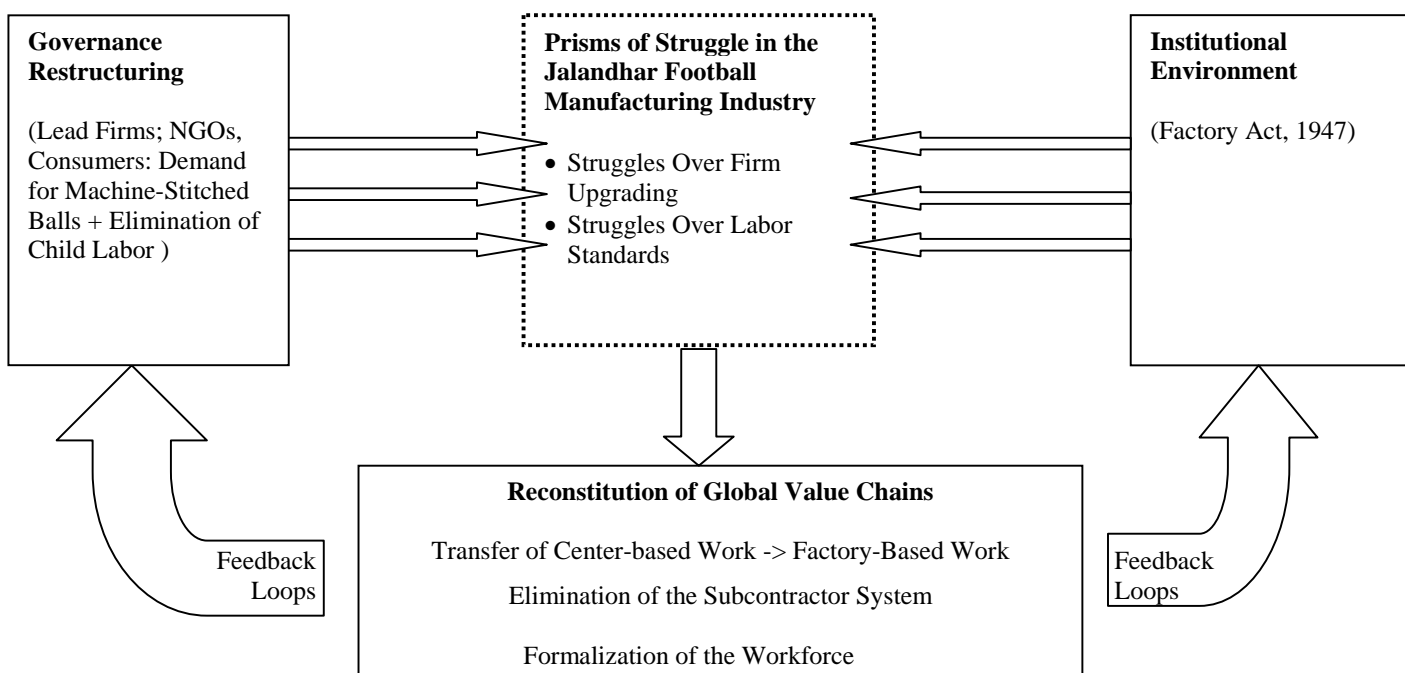 Governance
Restructuring
(Lead Firms; NGOs,
Consumers: Demand
for Machine-Stitched
Balls + Elimination of
Child Labor )
Prisms of Struggle in the
Jalandhar Football
Manufacturing Industry
• Struggles Over Firm
Upgrading
• Struggles Over Labor
Standards
Institutional
Environment
(Factory Act, 1947)
Feedback
Loops
Reconstitution of Global Value Chains
Transfer of Center-based Work -> Factory-Based Work
Elimination of the Subcontractor System
Formalization of the Workforce
Feedback
Loops